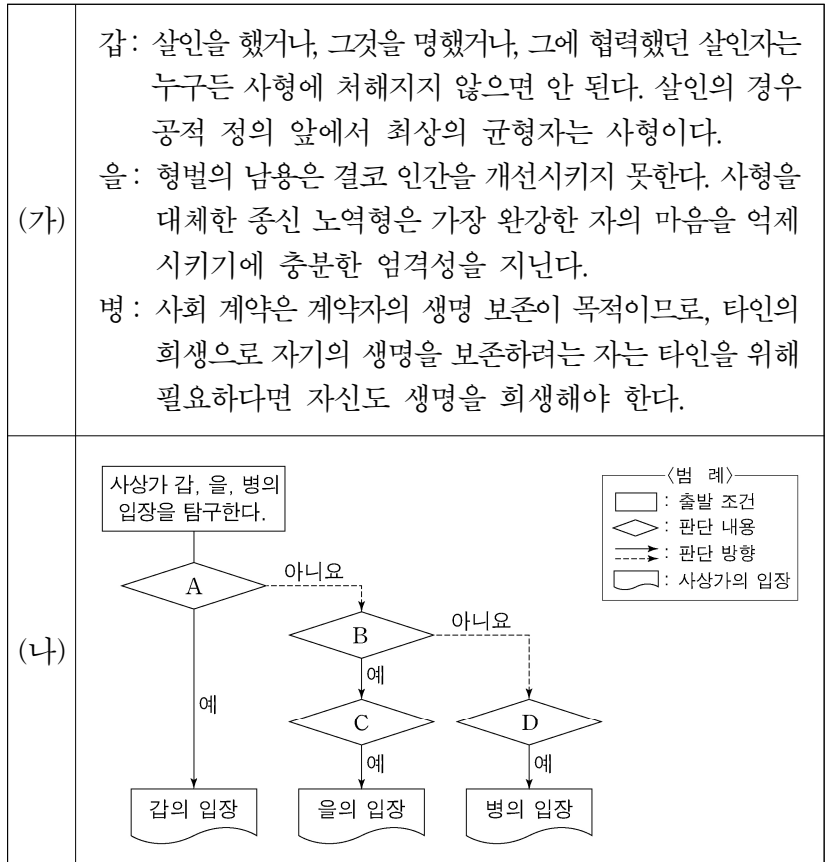 (가)
갑: 살인을 했거나, 그것을 명했거나, 그에 협력했던 살인자는
누구든 사형에 처해지지 않으면 안 된다. 살인의 경우
공적 정의 앞에서 최상의 균형자는 사형이다.
을: 형벌의 남용은 결코 인간을 개선시키지 못한다. 사형을
대체한 종신 노역형은 가장 완강한 자의 마음을 억제
시키기에 충분한 엄격성을 지닌다.
병: 사회 계약은 계약자의 생명 보존이 목적이므로, 타인의
희생으로 자기의 생명을 보존하려는 자는 타인을 위해
필요하다면 자신도 생명을 희생해야 한다.
(나)
사상가 갑, 을, 병의
입장을 탐구한다.
〈범 례〉
: 출발 조건
: 판단 내용
: 판단 방향
: 사상가의 입장
A
아니요
B
아니요
예
예
C
D
예
예
갑의 입장
을의 입장
병의 입장